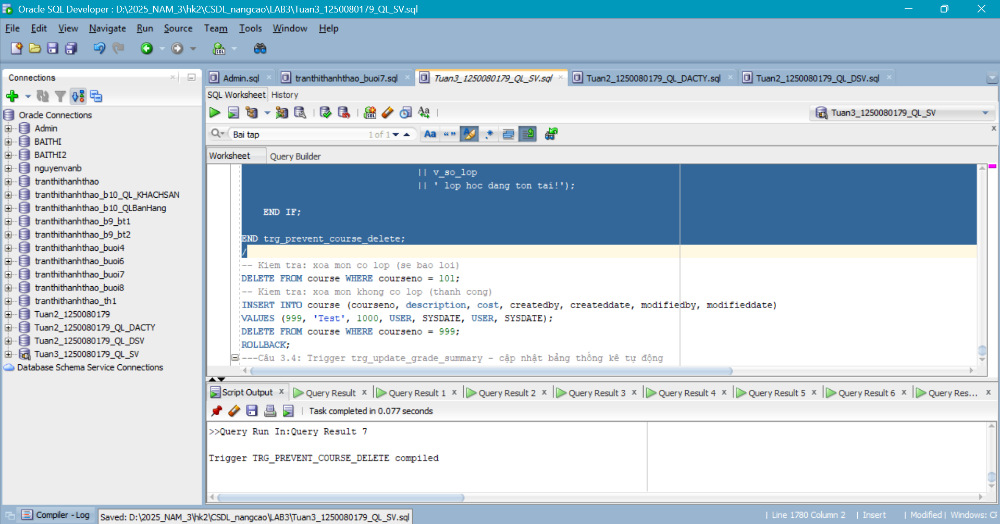 Oracle SQL Developer : D:\2025_NAM_3\hk2\CSDL_nangcao\LAB3\Tuan3_1250080179_QL_SV.sql
File Edit View Navigate Run Source Team Tools Window Help
Connections
Oracle Connections
Admin
BAITHI
BAITHI2
nguyenvanb
tranthithanhthao
tranthithanhthao_b10_QL_KHACHSAN
tranthithanhthao_b10_QLBanHang
tranthithanhthao_b9_bt1
tranthithanhthao_b9_bt2
tranthithanhthao_buoi4
tranthithanhthao_buoi6
tranthithanhthao_buoi7
tranthithanhthao_buoi8
tranthithanhthao_th1
Tuan2_1250080179
Tuan2_1250080179_QL_DACTY
Tuan2_1250080179_QL_DSV
Tuan3_1250080179_QL_SV
Database Schema Service Connections
Admin.sql tranthithanhthao_buoi7.sql Tuan3_1250080179_QL_SV.sql Tuan2_1250080179_QL_DACTY.sql Tuan2_1250080179_QL_DSV.sql
SQL Worksheet History
Tuan3_1250080179_QL_SV
Bai tap 1 of 1
Worksheet Query Builder
|| v_so_lop
|| ' lop hoc dang ton tai!');
END IF;
END trg_prevent_course_delete;
/
-- Kiem tra: xoa mon co lop (se bao loi)
DELETE FROM course WHERE courseno = 101;
-- Kiem tra: xoa mon khong co lop (thanh cong)
INSERT INTO course (courseno, description, cost, createdby, createddate, modifiedby, modifieddate)
VALUES (999, 'Test', 1000, USER, SYSDATE, USER, SYSDATE);
DELETE FROM course WHERE courseno = 999;
ROLLBACK;
---Câu 3.4: Trigger trg_update_grade_summary - cập nhật bảng thống kê tự động
Script Output Query Result Query Result 1 Query Result 2 Query Result 3 Query Result 4 Query Result 5 Query Result 6 Query Res...
Task completed in 0.077 seconds
>>Query Run In:Query Result 7
Trigger TRG_PREVENT_COURSE_DELETE compiled
Compiler - Log
Saved: D:\2025_NAM_3\hk2\CSDL_nangcao\LAB3\Tuan3_1250080179_QL_SV.sql
| Line 1780 Column 2 | Insert | Modified | Windows: